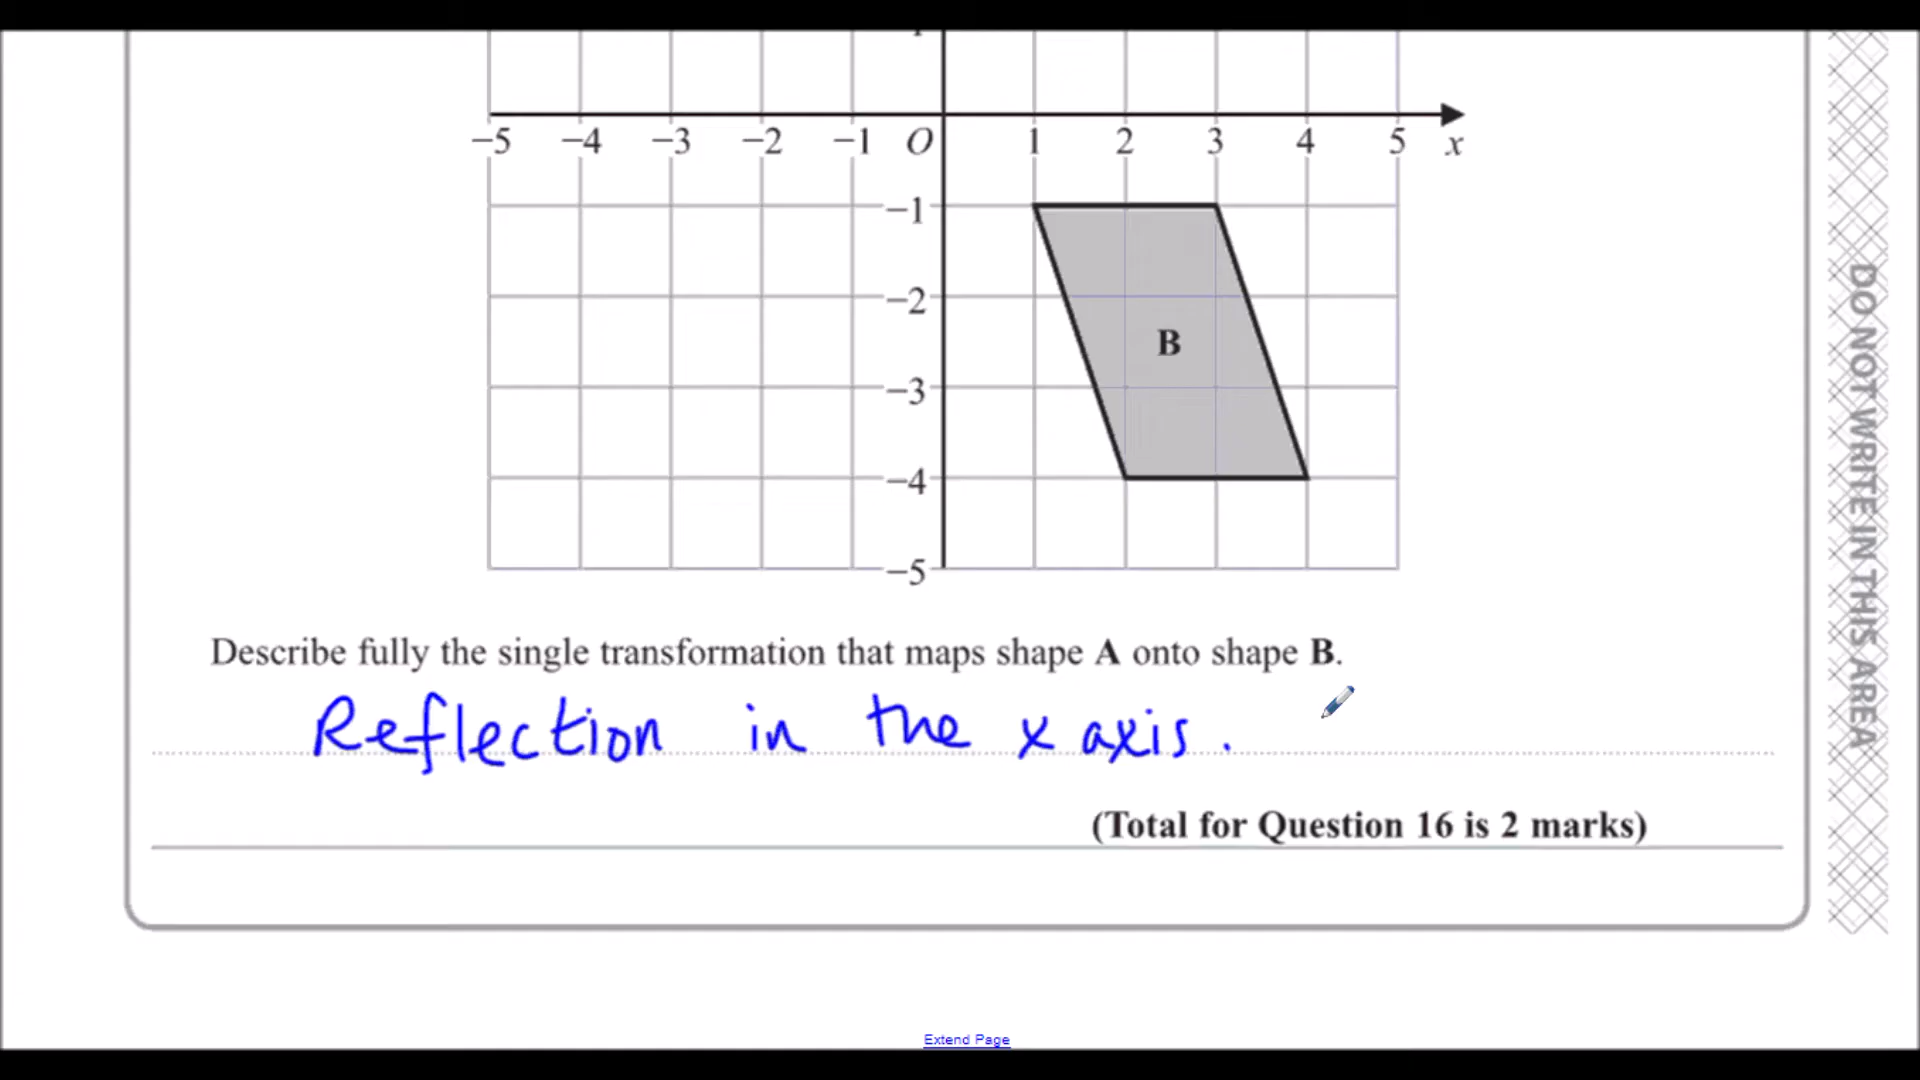 −5 −4 −3 −2 −1 O 1 2 3 4 5 x
−1
−2
B
−3
−4
−5
Describe fully the single transformation that maps shape A onto shape B.
Reflection in the x axis.
(Total for Question 16 is 2 marks)
DO NOT WRITE IN THIS AREA
Extend Page